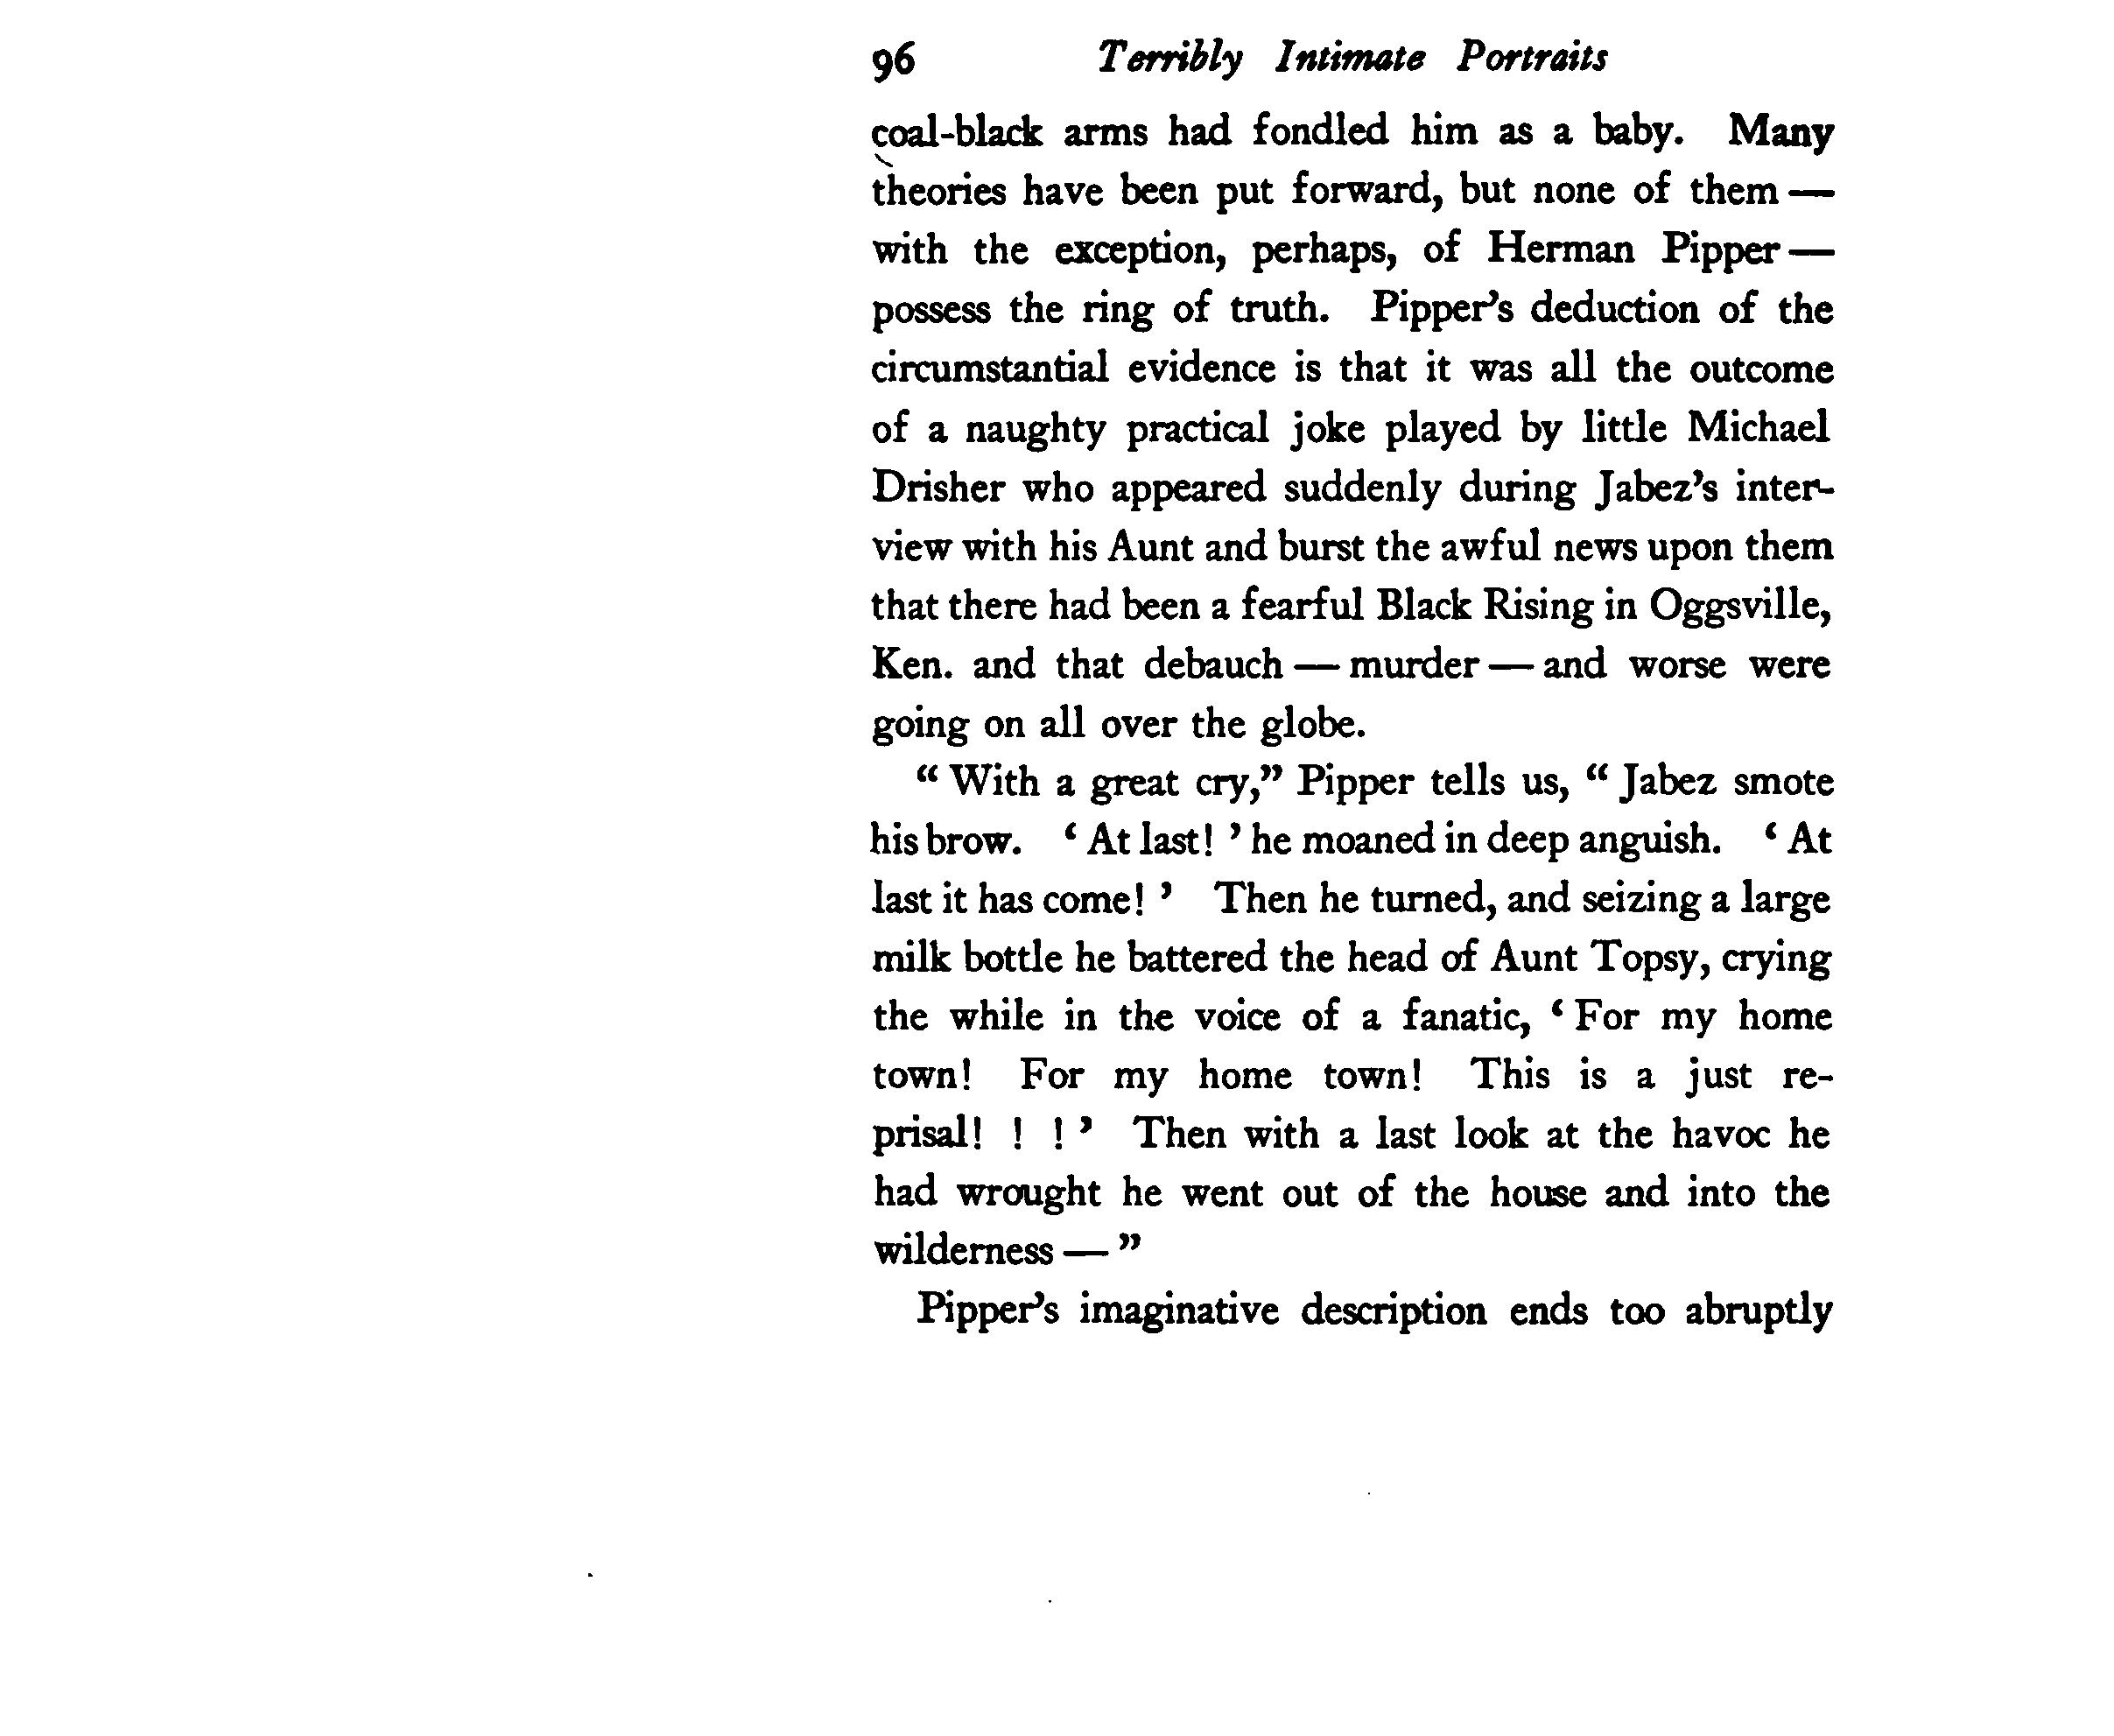 96 Terribly Intimate Portraits
coal-black arms had fondled him as a baby. Many
theories have been put forward, but none of them —
with the exception, perhaps, of Herman Pipper —
possess the ring of truth. Pipper's deduction of the
circumstantial evidence is that it was all the outcome
of a naughty practical joke played by little Michael
Drisher who appeared suddenly during Jabez's inter-
view with his Aunt and burst the awful news upon them
that there had been a fearful Black Rising in Oggsville,
Ken. and that debauch — murder — and worse were
going on all over the globe.
" With a great cry," Pipper tells us, " Jabez smote
his brow. ' At last! ' he moaned in deep anguish. ' At
last it has come! ' Then he turned, and seizing a large
milk bottle he battered the head of Aunt Topsy, crying
the while in the voice of a fanatic, ' For my home
town! For my home town! This is a just re-
prisal! ! ! ' Then with a last look at the havoc he
had wrought he went out of the house and into the
wilderness — "
Pipper's imaginative description ends too abruptly